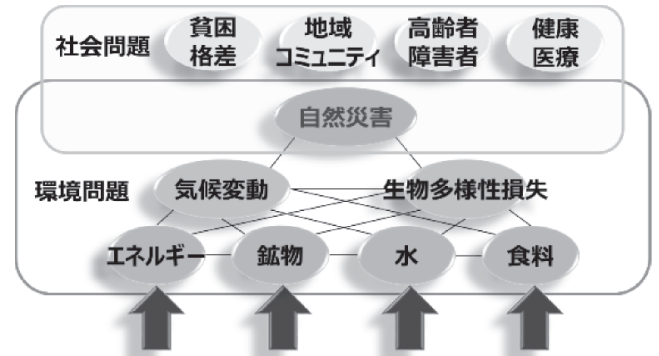 社会問題
貧困
格差
地域
コミュニティ
高齢者
障害者
健康
医療
自然災害
環境問題
気候変動
生物多様性損失
エネルギー
鉱物
水
食料